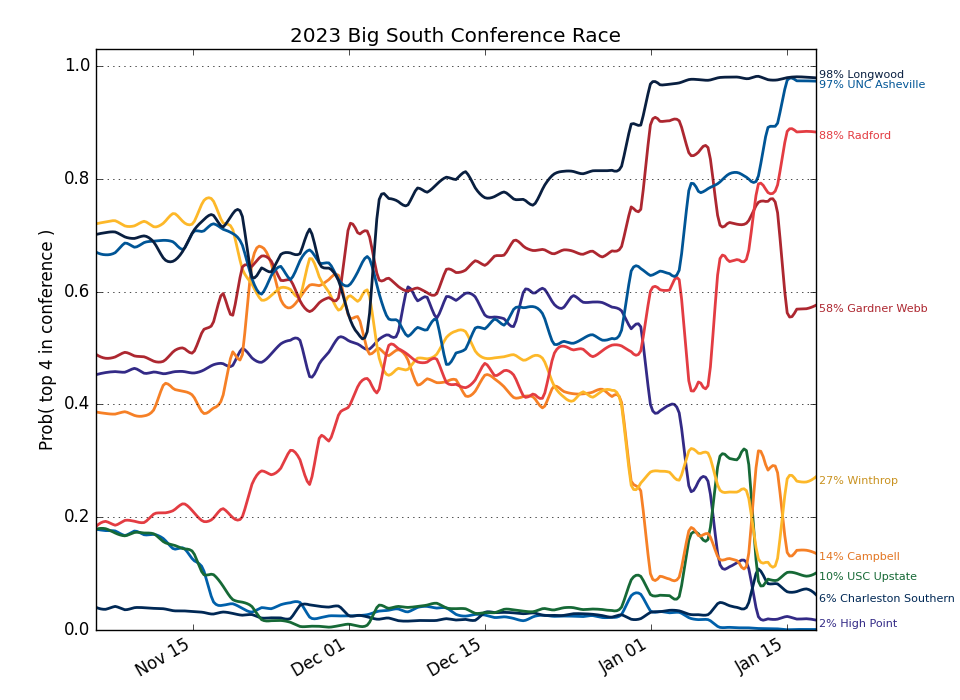 2023 Big South Conference Race
Prob( top 4 in conference )
1.0
0.8
0.6
0.4
0.2
0.0
Nov 15
Dec 01
Dec 15
Jan 01
Jan 15
98% Longwood
97% UNC Asheville
88% Radford
58% Gardner Webb
27% Winthrop
14% Campbell
10% USC Upstate
6% Charleston Southern
2% High Point